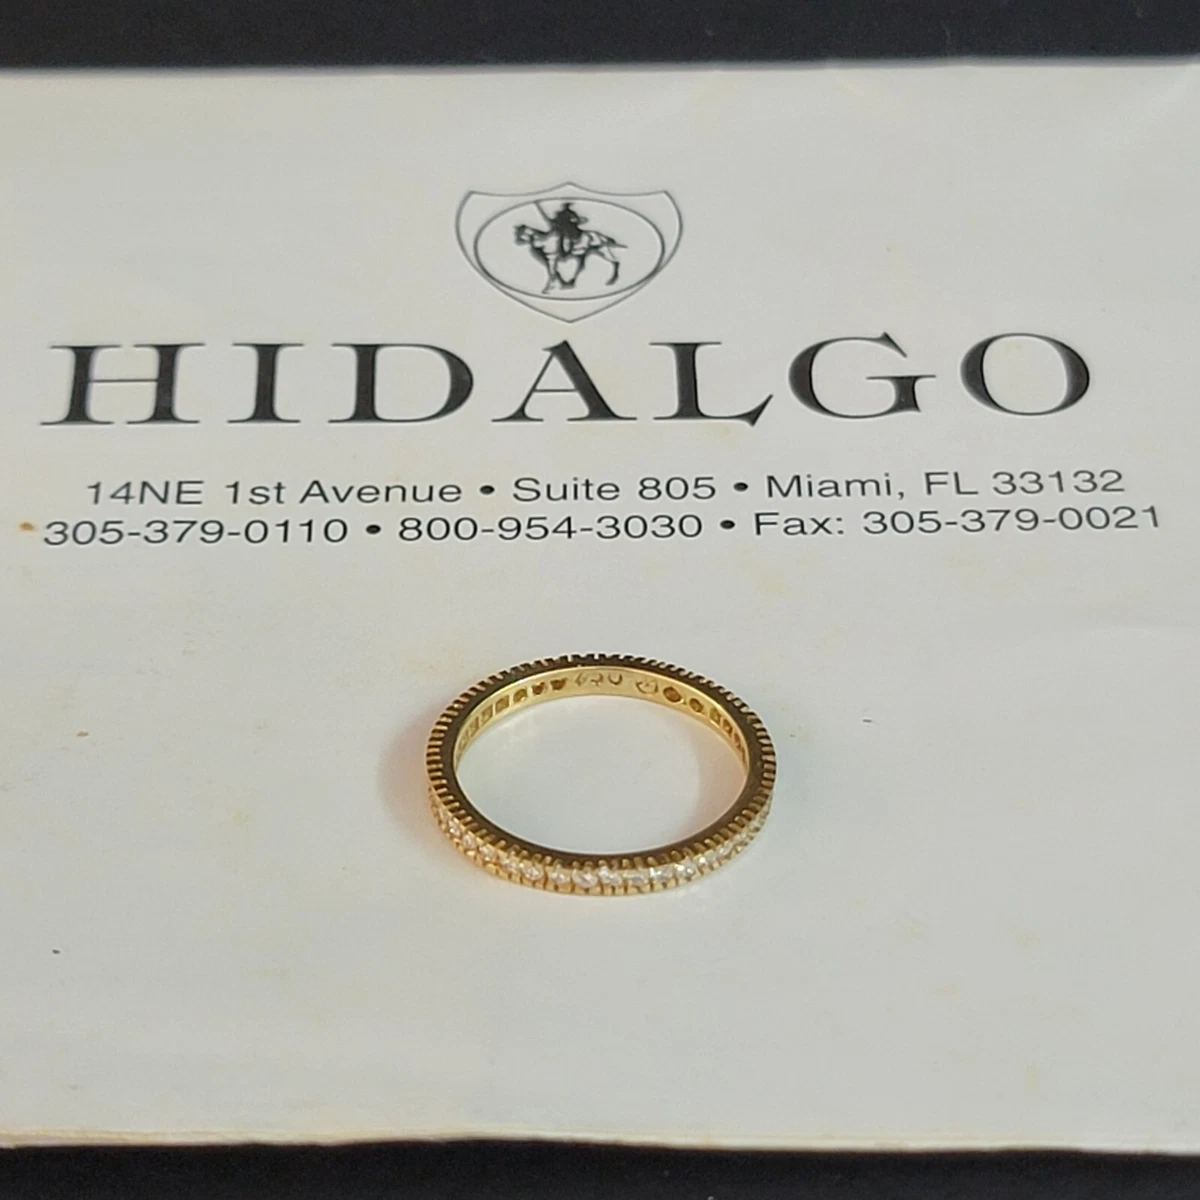 HIDALGO
14NE 1st Avenue • Suite 805 • Miami, FL 33132
305-379-0110 • 800-954-3030 • Fax: 305-379-0021